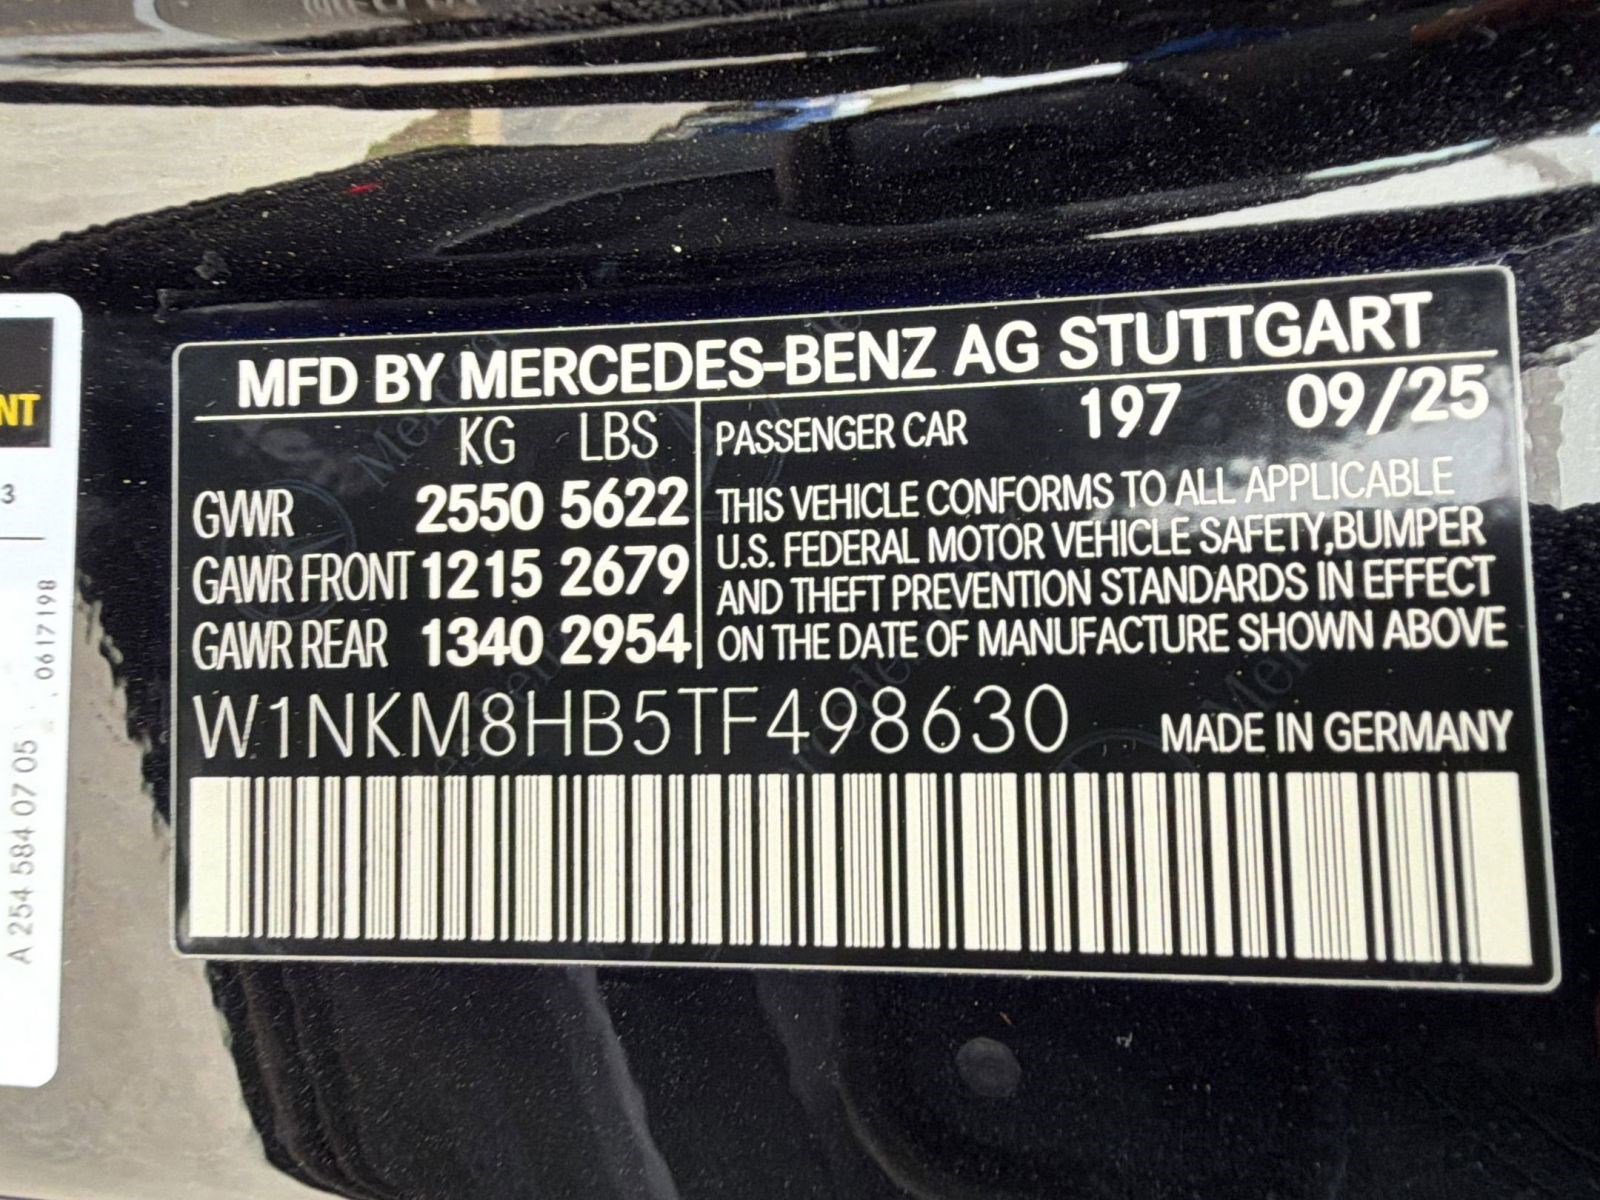 MFD BY MERCEDES-BENZ AG STUTTGART
KG LBS
GVWR 2550 5622
GAWR FRONT 1215 2679
GAWR REAR 1340 2954
PASSENGER CAR 197 09/25
THIS VEHICLE CONFORMS TO ALL APPLICABLE
U.S. FEDERAL MOTOR VEHICLE SAFETY,BUMPER
AND THEFT PREVENTION STANDARDS IN EFFECT
ON THE DATE OF MANUFACTURE SHOWN ABOVE
W1NKM8HB5TF498630 MADE IN GERMANY
NT
3
A 254 584 07 05
0617198